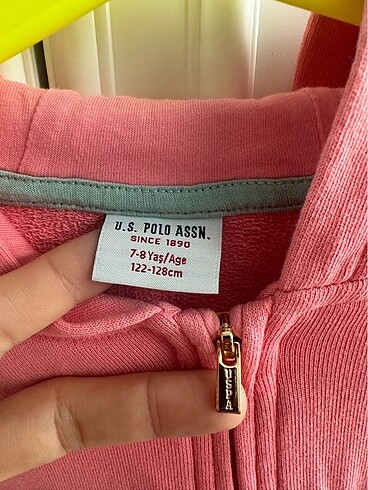 U.S. POLO ASSN.
SINCE 1890
7-8 Yaş/Age
122-128cm
USPA